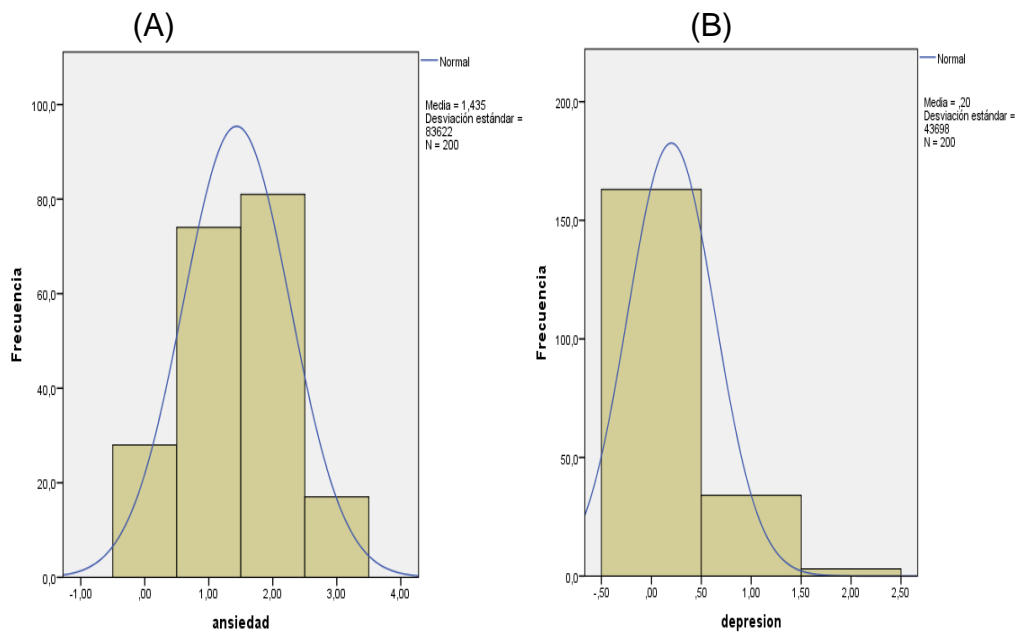 (A)
Normal
Media = 1,435
Desviación estándar =
83622
N = 200
100,0
80,0
60,0
40,0
20,0
0,0
Frecuencia
-1,00 ,00 1,00 2,00 3,00 4,00
ansiedad
(B)
Normal
Media = ,20
Desviación estándar =
43698
N = 200
200,0
150,0
100,0
50,0
0,0
Frecuencia
-,50 ,00 ,50 1,00 1,50 2,00 2,50
depresion